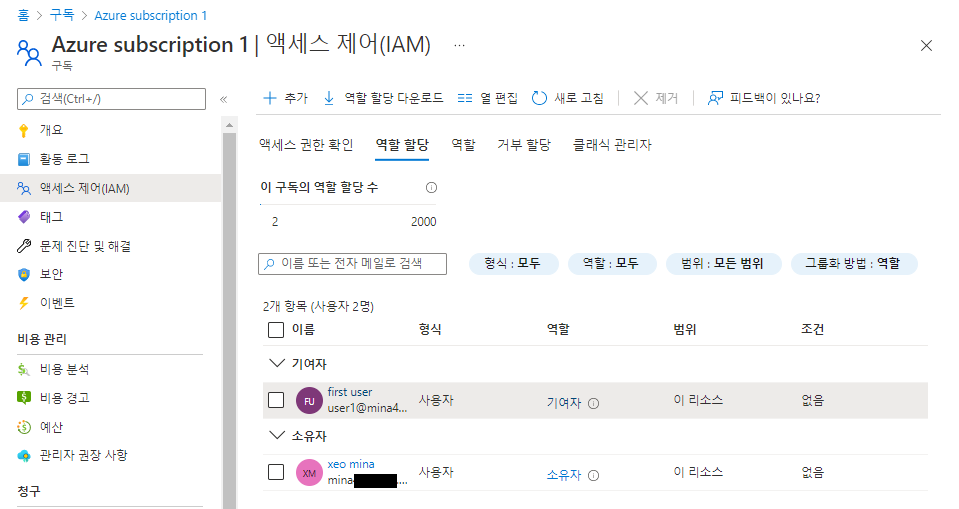 홈 > 구독 > Azure subscription 1
Azure subscription 1 | 액세스 제어(IAM) ...
구독
검색(Ctrl+/) «
개요
활동 로그
액세스 제어(IAM)
태그
문제 진단 및 해결
보안
이벤트
비용 관리
비용 분석
비용 경고
예산
관리자 권장 사항
청구
추가 역할 할당 다운로드 열 편집 새로 고침 제거 피드백이 있나요?
액세스 권한 확인 역할 할당 역할 거부 할당 클래식 관리자
이 구독의 역할 할당 수
2 2000
이름 또는 전자 메일로 검색 형식 : 모두 역할 : 모두 범위 : 모든 범위 그룹화 방법 : 역할
2개 항목 (사용자 2명)
이름 형식 역할 범위 조건
기여자
FU first user 사용자 기여자 이 리소스 없음
user1@mina4...
소유자
XM xeo mina 사용자 소유자 이 리소스 없음
mina